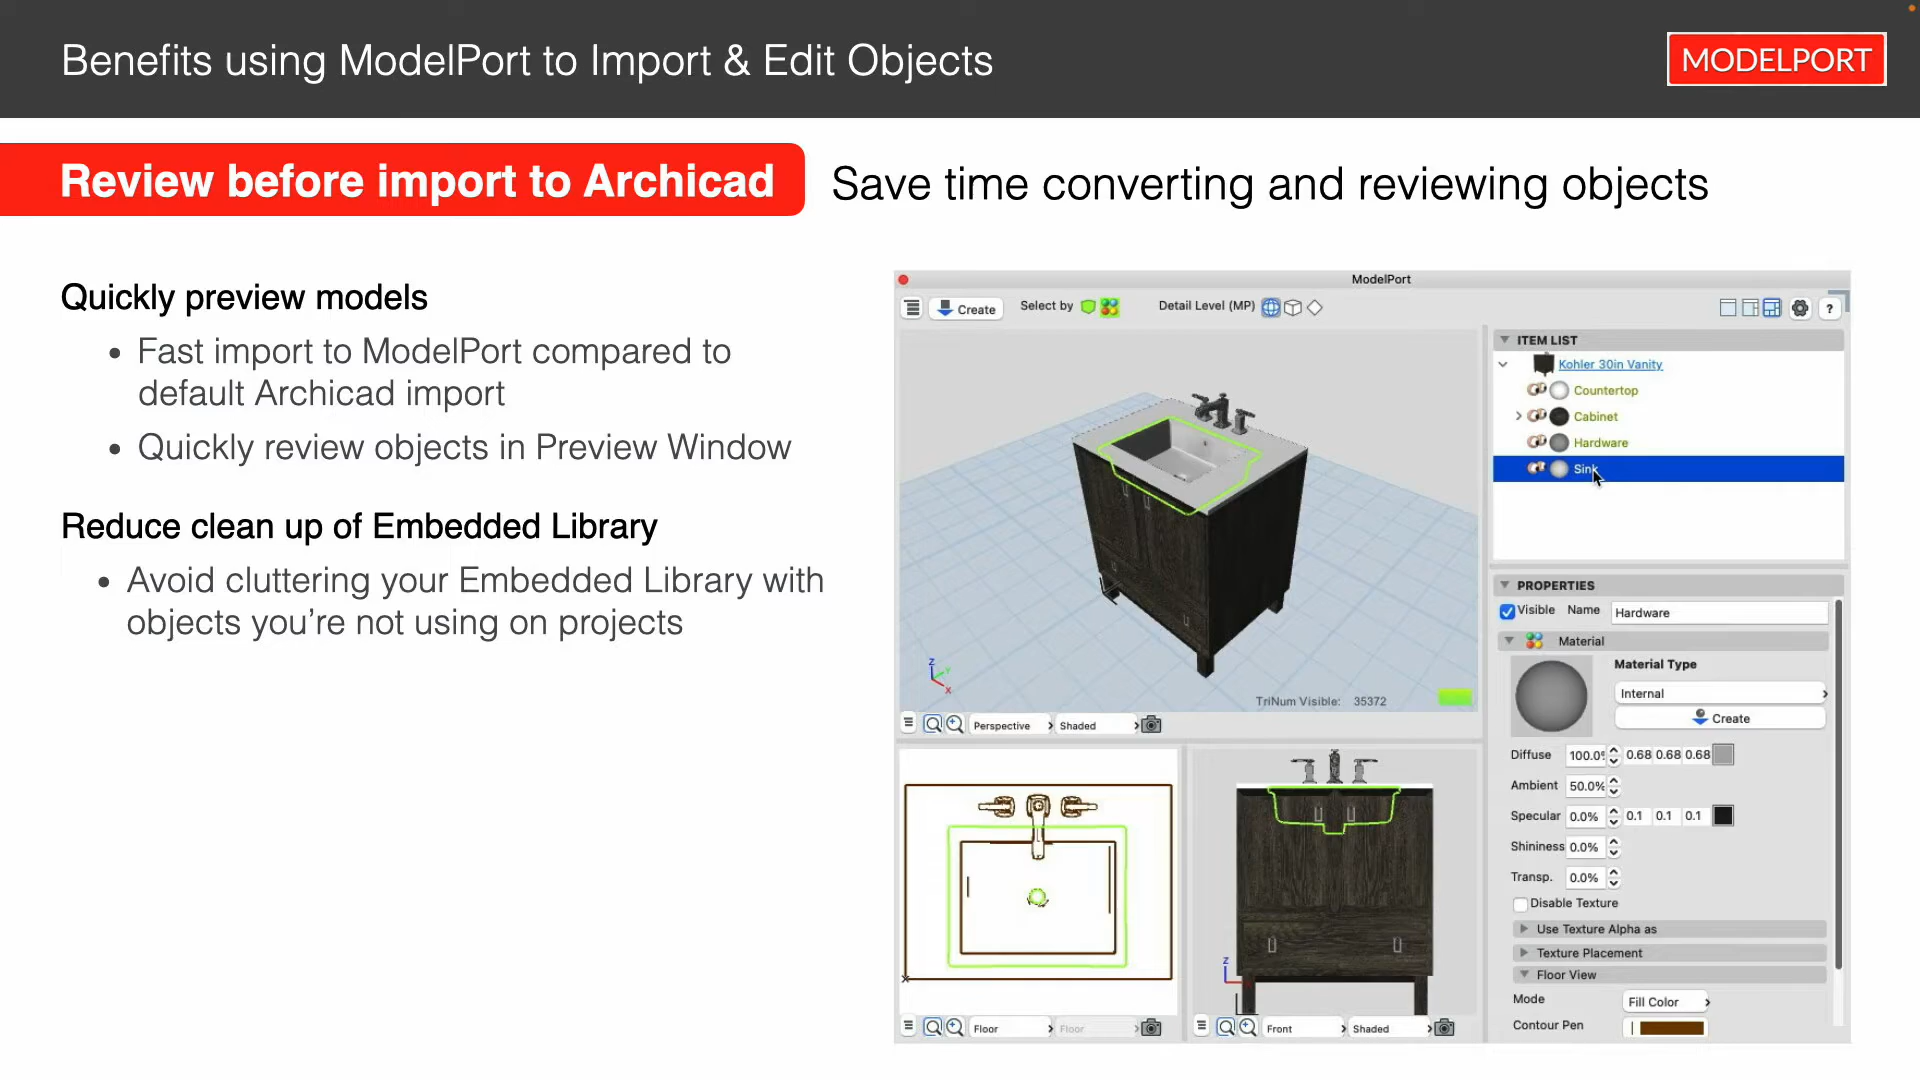 Benefits using ModelPort to Import & Edit Objects
MODELPORT
Review before import to Archicad
Save time converting and reviewing objects
Quickly preview models
• Fast import to ModelPort compared to
default Archicad import
• Quickly review objects in Preview Window
Reduce clean up of Embedded Library
• Avoid cluttering your Embedded Library with
objects you’re not using on projects
ModelPort
Create
Select by
Detail Level (MP)
?
ITEM LIST
Kohler 30in Vanity
Countertop
Cabinet
Hardware
Sink
Z
Y
X
TriNum Visible: 35372
Perspective
Shaded
PROPERTIES
Visible
Name
Hardware
Material
Material Type
Internal
Create
Diffuse 100.0% 0.68 0.68 0.68
Ambient 50.0%
Specular 0.0% 0.1 0.1 0.1
Shininess 0.0%
Transp. 0.0%
Disable Texture
Use Texture Alpha as
Texture Placement
Floor View
Mode
Fill Color
Contour Pen
Z
Floor
Floor
Front
Shaded